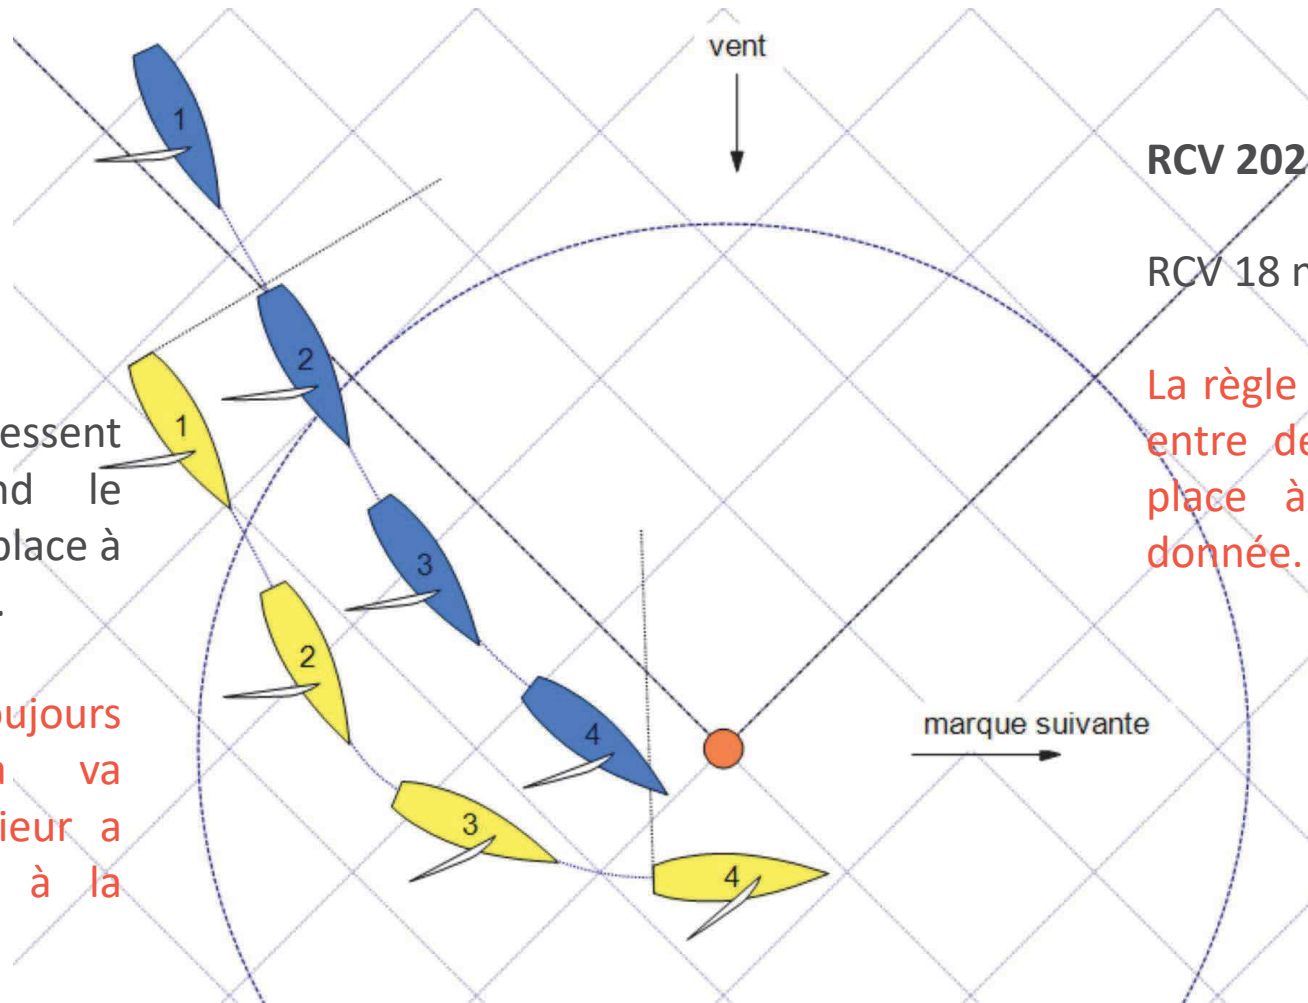 vent
1
2
3
4
1
2
3
4
marque suivante
essent
nd le
place à
.
oujours
va
ieur a
à la
RCV 202
RCV 18 n
La règle
entre de
place à
donnée.